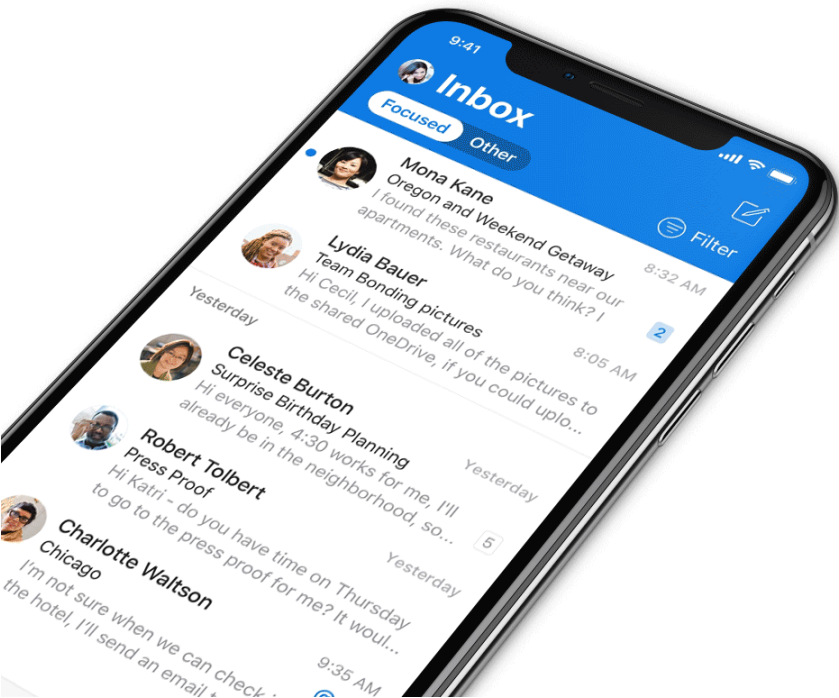 9:41
Inbox
Focused
Other
Filter
Mona Kane
8:32 AM
Oregon and Weekend Getaway
I found these restaurants near our
apartments. What do you think? I
2
Lydia Bauer
8:05 AM
Team Bonding pictures
Hi Cecil, I uploaded all of the pictures to
the shared OneDrive, if you could uplo...
Yesterday
Celeste Burton
Yesterday
Surprise Birthday Planning
Hi everyone, 4:30 works for me, I'll
already be in the neighborhood, so...
5
Robert Tolbert
Yesterday
Press Proof
Hi Katri - do you have time on Thursday
to go to the press proof for me? It woul...
Charlotte Waltson
9:35 AM
Chicago
I'm not sure when we can check
the hotel, I'll send an email